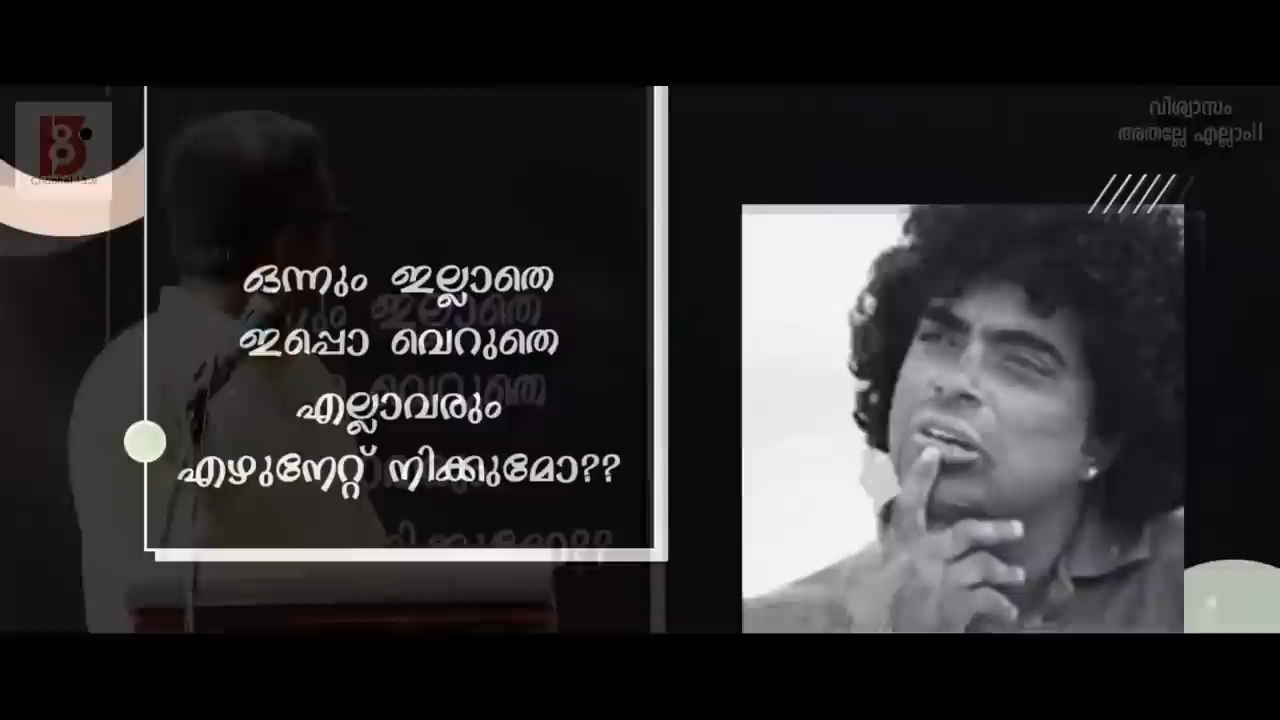 വിശ്വാസം
അതല്ലേ എല്ലാം!!
ഒന്നും ഇല്ലാതെ
ഇപ്പൊ വെറുതെ
എല്ലാവരും
എഴുനേറ്റ് നിക്കുമോ??